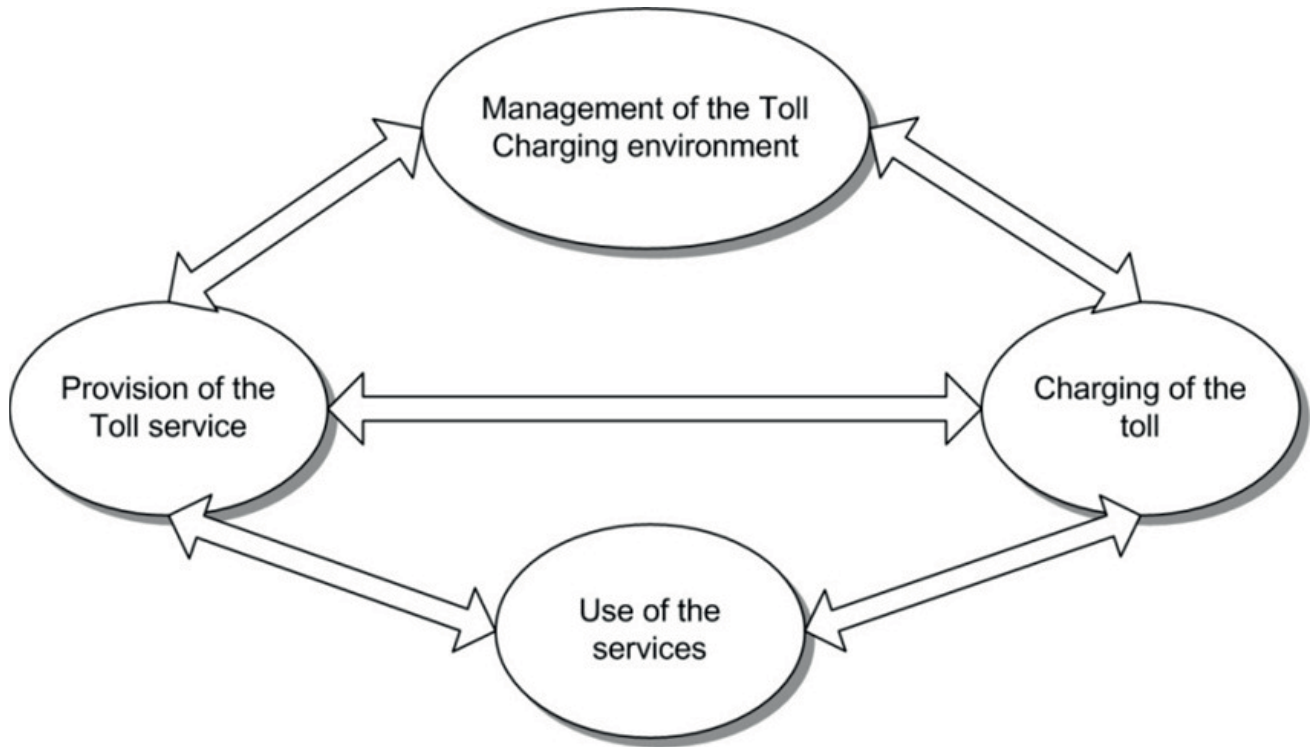 Management of the Toll
Charging environment
Provision of the
Toll service
Charging of the
toll
Use of the
services